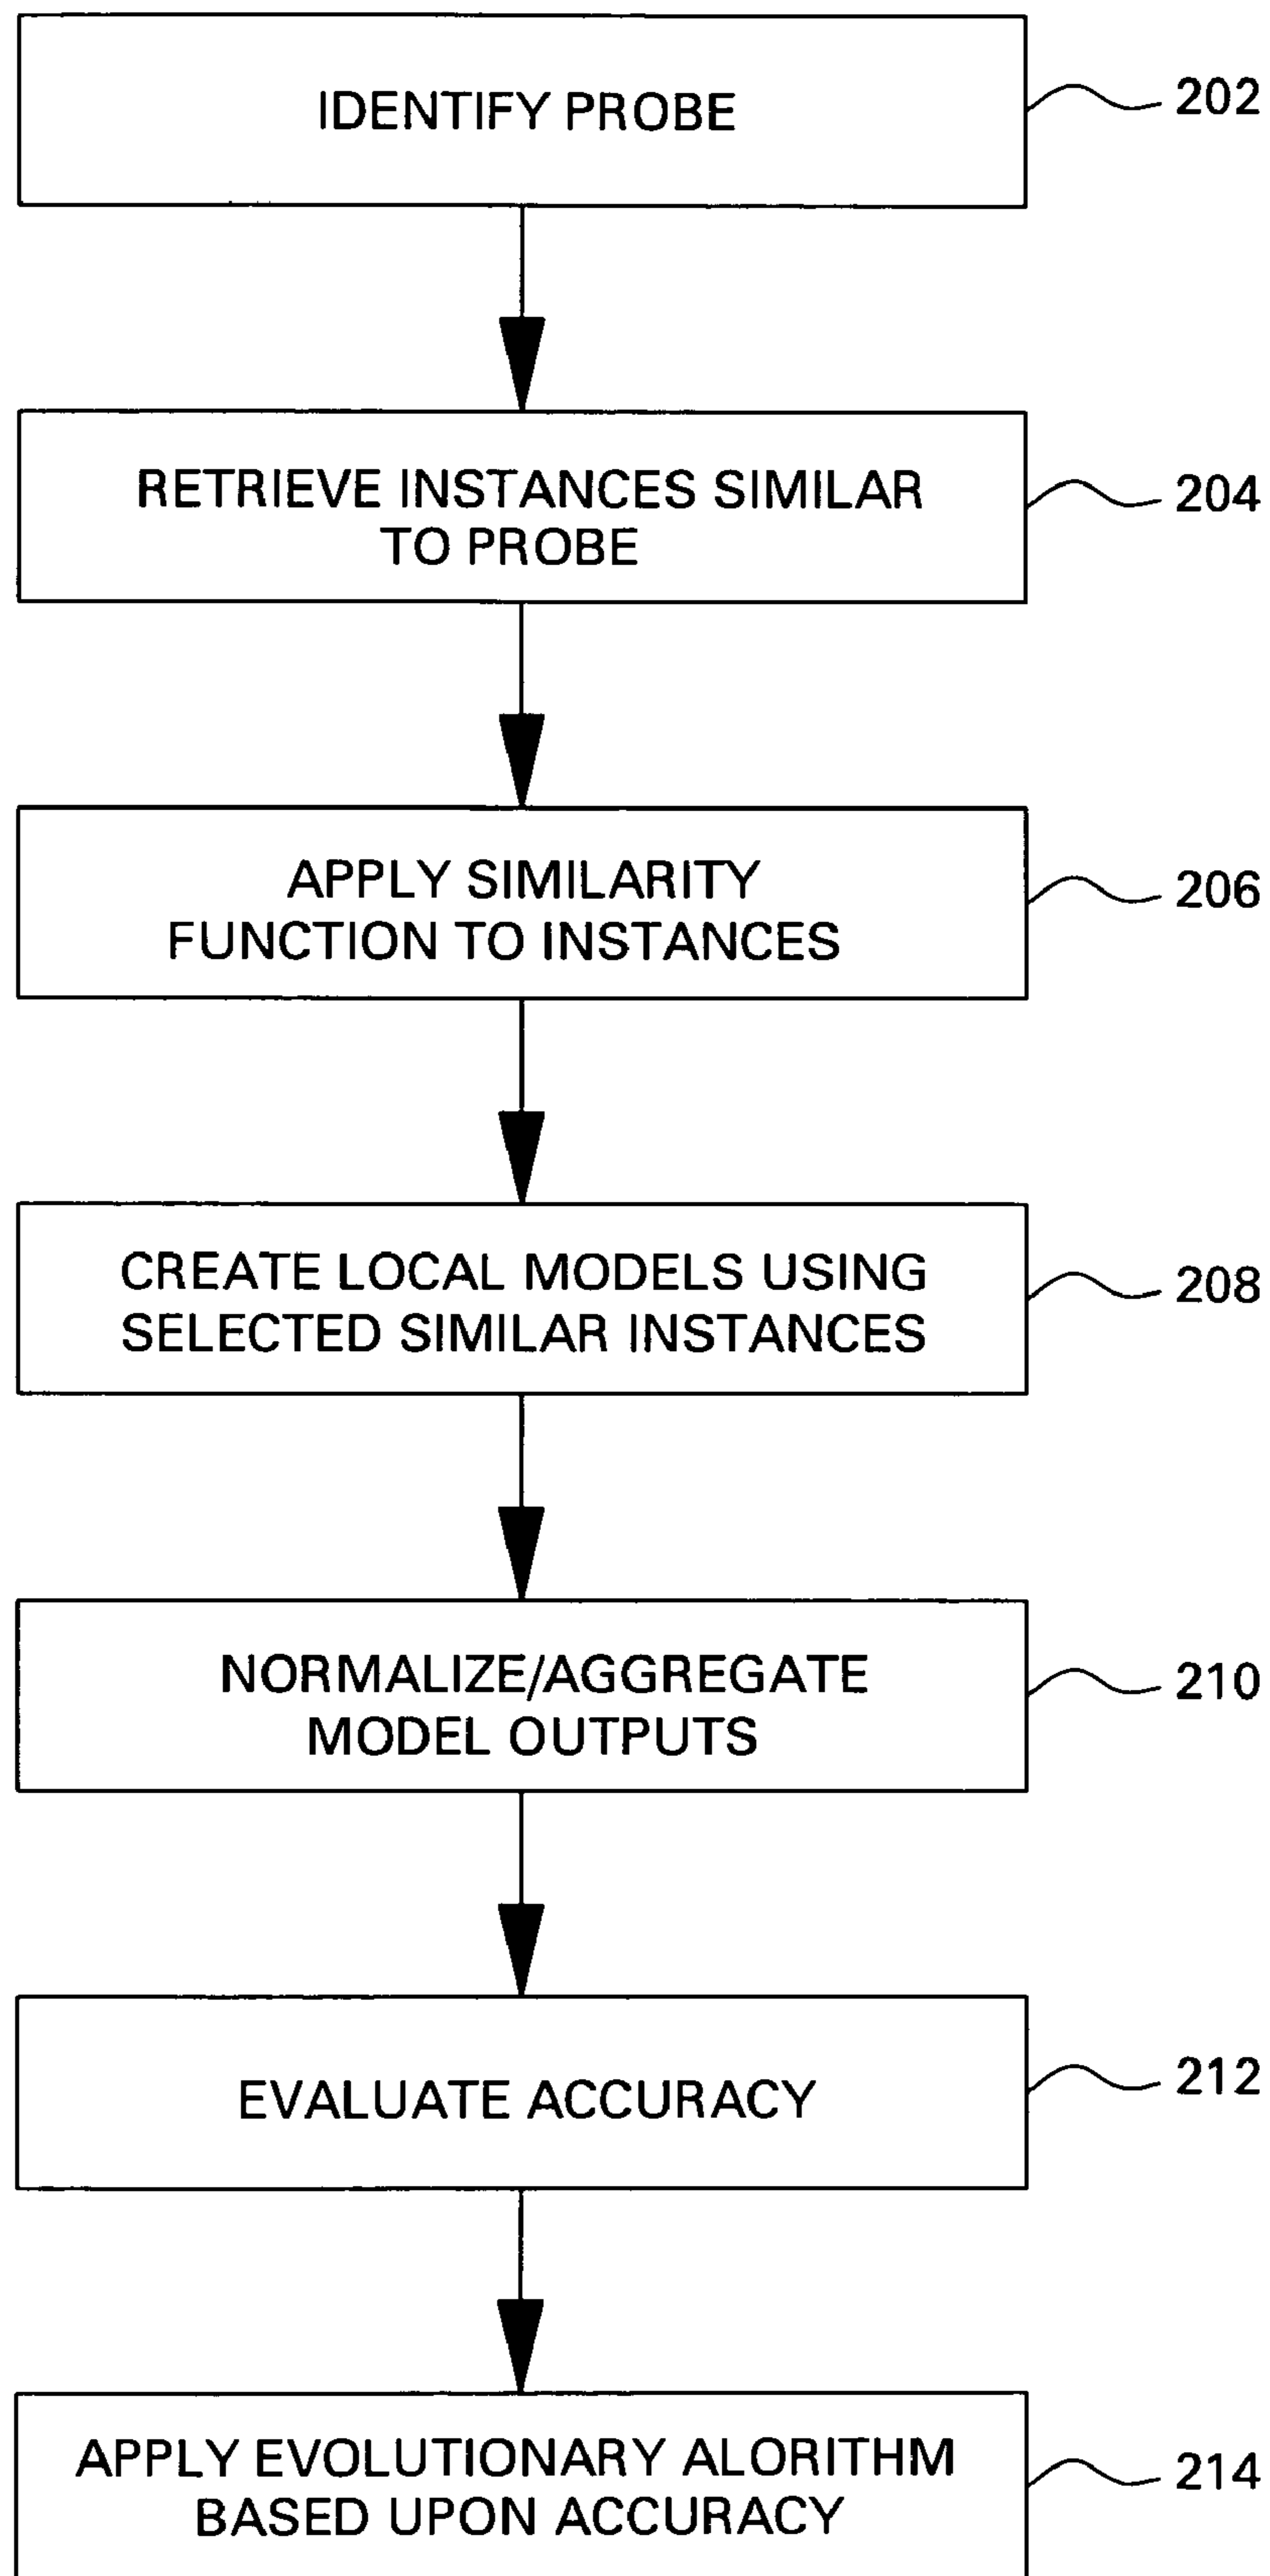 IDENTIFY PROBE
202
RETRIEVE INSTANCES SIMILAR
TO PROBE
204
APPLY SIMILARITY
FUNCTION TO INSTANCES
206
CREATE LOCAL MODELS USING
SELECTED SIMILAR INSTANCES
208
NORMALIZE/AGGREGATE
MODEL OUTPUTS
210
EVALUATE ACCURACY
212
APPLY EVOLUTIONARY ALORITHM
BASED UPON ACCURACY
214